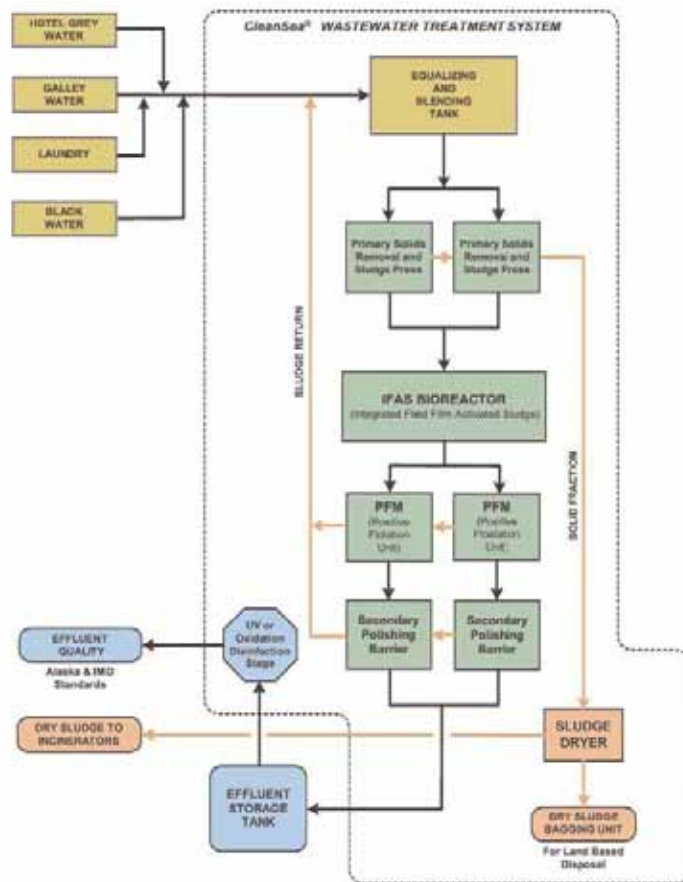 CleanSea® WASTEWATER TREATMENT SYSTEM
HOTEL GREY
WATER
GALLEY
WATER
LAUNDRY
BLACK
WATER
EQUALIZING
AND
BLENDING
TANK
Primary Solids
Removal and
Sludge Press
Primary Solids
Removal and
Sludge Press
SLUDGE RETURN
IFAS BIOREACTOR
(Integrated Field Film Activated Sludge)
SOLID FRACTION
PFM
(Positive
Flotation
Unit)
PFM
(Positive
Floatation
Unit)
Secondary
Polishing
Barrier
Secondary
Polishing
Barrier
UV or
Oxidation
Disinfection
Stage
EFFLUENT
QUALITY
Alaska & IMO
Standards
DRY SLUDGE TO
INCINERATORS
SLUDGE
DRYER
EFFLUENT
STORAGE
TANK
DRY SLUDGE
BAGGING UNIT
For Land Based
Disposal